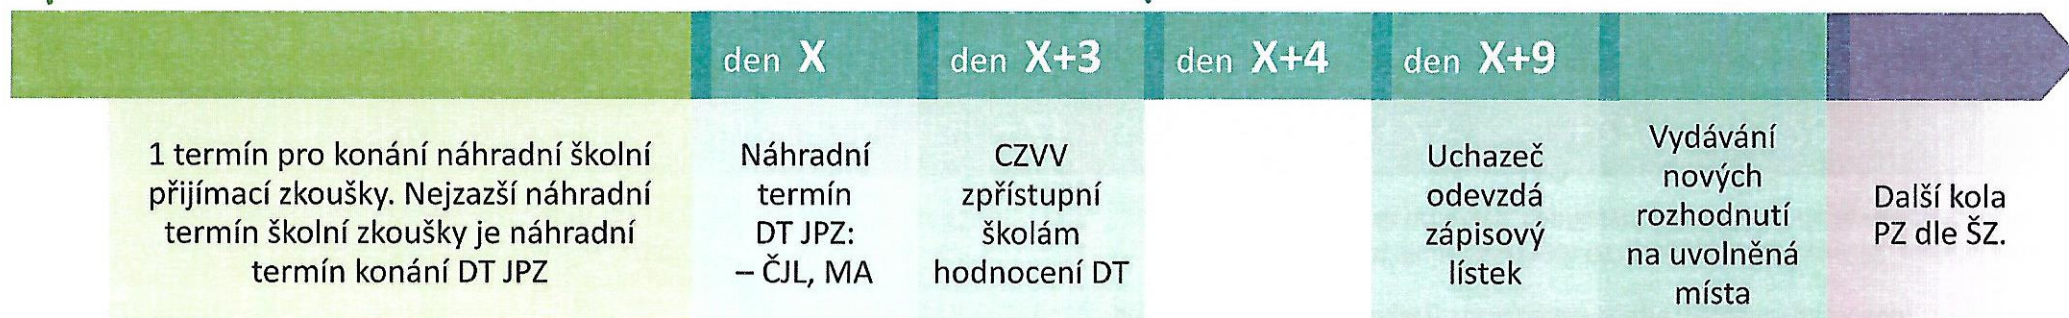 den X
den X+3
den X+4
den X+9
1 termín pro konání náhradní školní
přijímací zkoušky. Nejzazší náhradní
termín školní zkoušky je náhradní
termín konání DT JPZ
Náhradní
termín
DT JPZ:
– ČJL, MA
CZVV
zpřístupní
školám
hodnocení DT
Uchazeč
odevzdá
zápisový
lístek
Vydávání
nových
rozhodnutí
na uvolněná
místa
Další kola
PZ dle ŠZ.